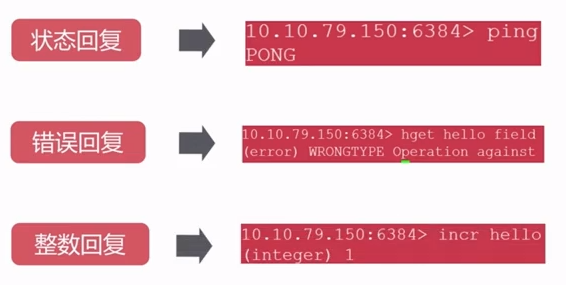 状态回复
10.10.79.150:6384> ping
PONG
错误回复
10.10.79.150:6384> hget hello field
(error) WRONGTYPE Operation against
整数回复
10.10.79.150:6384> incr hello
(integer) 1